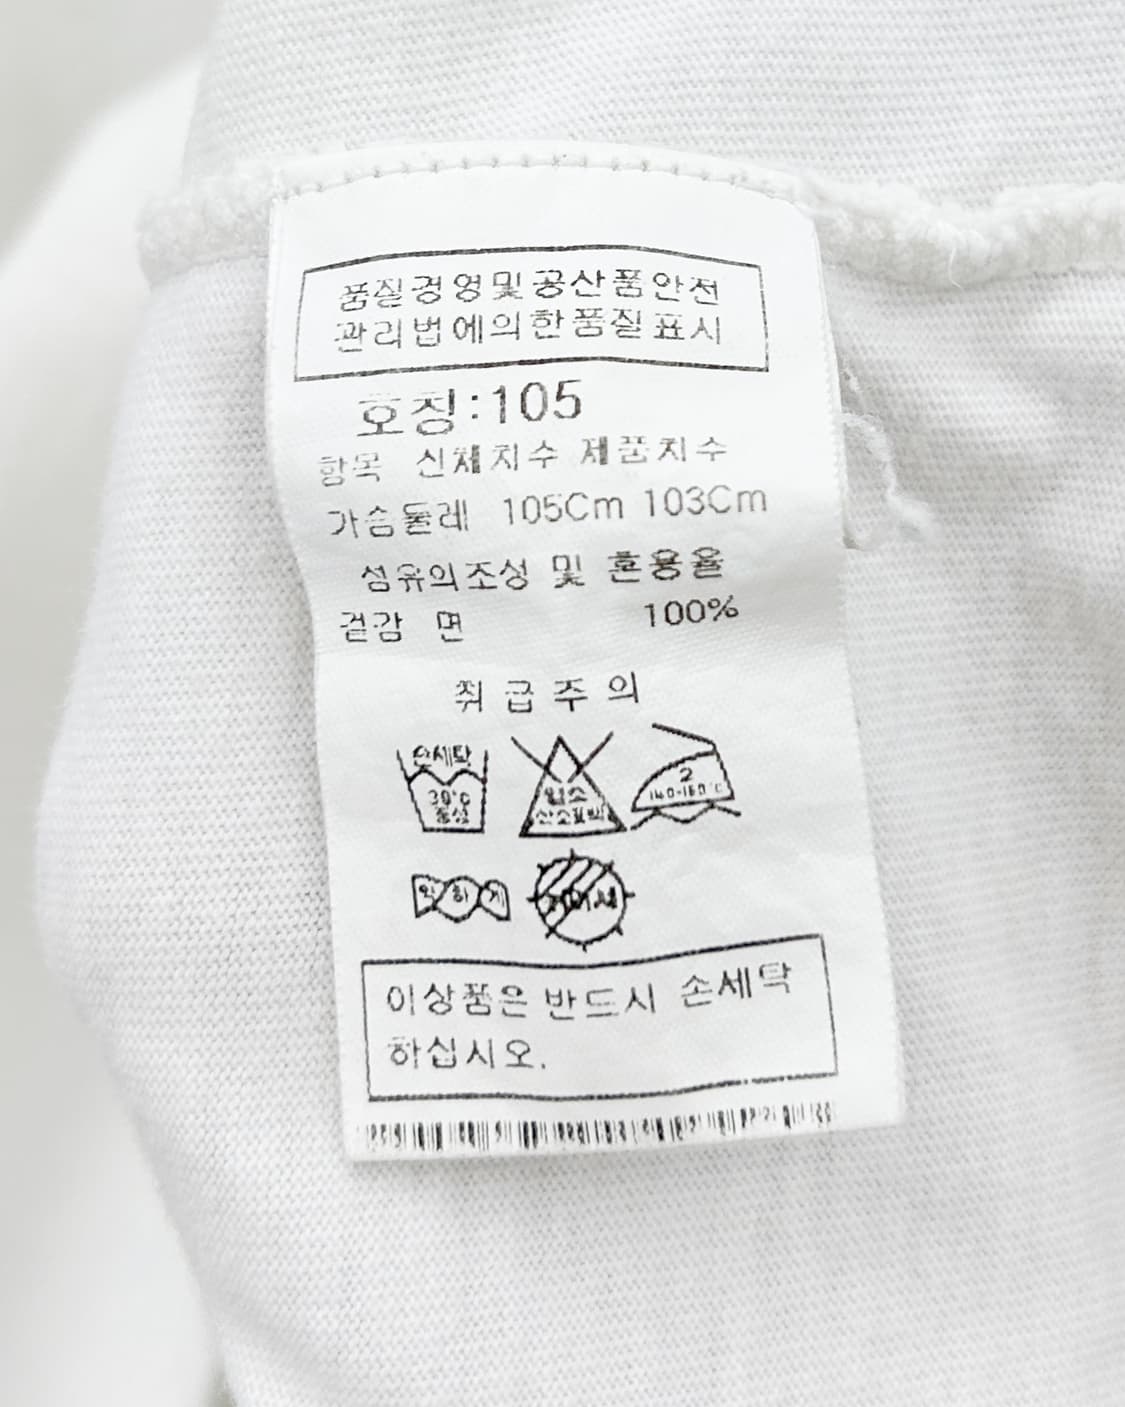 품질경영및공산품안전
관리법에의한품질표시
호칭:105
항목 신체치수 제품치수
가슴둘레 105Cm 103Cm
섬유의조성 및 혼용율
겉감 면 100%
취급주의
손세탁
30°C
중성
염소
산소표백
2
140-160°C
약하게
드라이
이상품은 반드시 손세탁
하십시오.